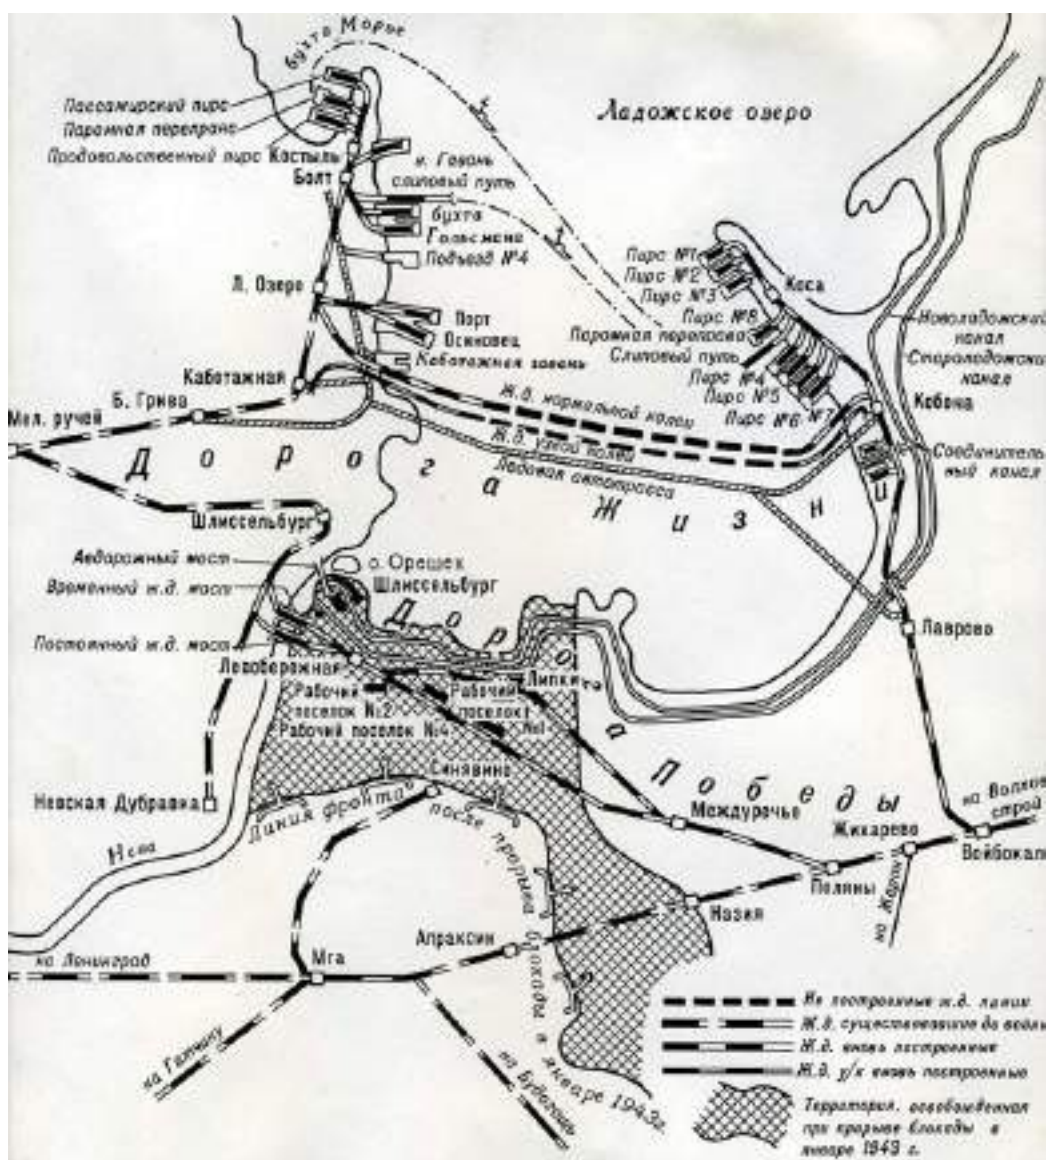 бухта Морье
Ладожское озеро
Пассажирский пирс
Паромная переправа
Продовольственный пирс
Костыль
Болт
н. Гавань
слиповый путь
бухта
Гольсмана
Подъезд №4
Л. Озеро
Порт
Осиновец
Каботажная гавань
Каботажная
Б. Грива
Мел. ручей
Пирс №1
Пирс №2
Пирс №3
Коса
Пирс №8
Паромная переправа
Слиповый путь
Пирс №4
Пирс №5
Пирс №6
№7
Новоладожский
канал
Староладожский
канал
Кобона
Соединитель-
ный канал
Ж.д. нормальной колеи
Ж.д. узкой колеи
Ледовая автотрасса
Дорога Жизни
Шлиссельбург
Авдорожный мост
Временный ж.д. мост
о. Орешек
Шлиссельбург
Постоянный ж.д. мост
Левобережная
Липки
Лаврово
Рабочий
поселок №2
Рабочий
поселок
№1
Рабочий поселок №4
Дорога Победы
Синявино
Невская Дубравка
Нева
Линия фронта после прорыва блокады в январе 1943г.
Междуречье
Жихарево
на Волхов
строй
Войбокало
Поляны
на Жарок
Назия
Апраксин
Мга
на Ленинград
на Гатчину
на Будогощь
Не построенные ж.д. линии
Ж.д. существовавшие до войны
Ж.д. вновь построенные
Ж.д. у/к вновь построенные
Территория, освобожденная
при прорыве блокады в
январе 1943 г.